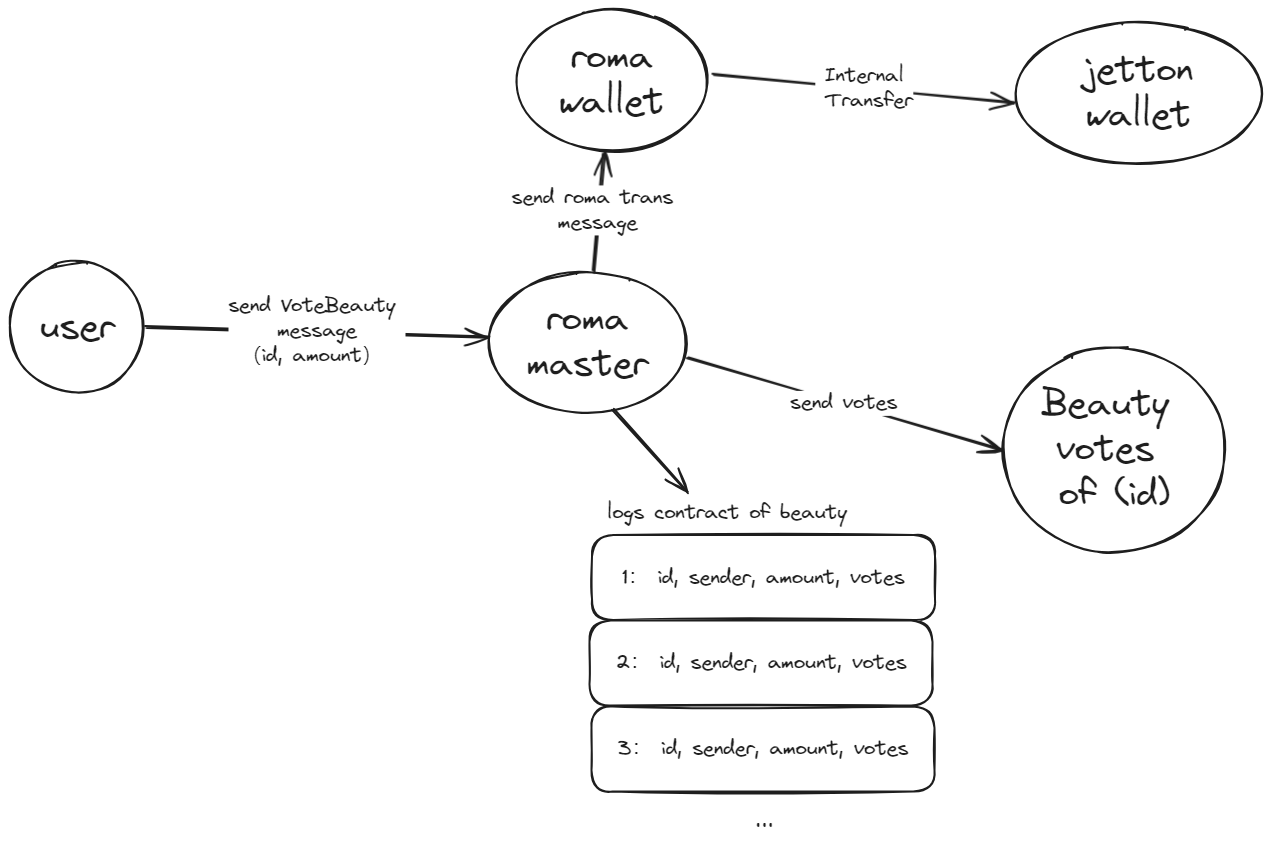 roma
wallet
Internal
Transfer
jetton
wallet
send roma trans
message
user
send VoteBeauty
message
(id, amount)
roma
master
send votes
Beauty
votes
of (id)
logs contract of beauty
1: id, sender, amount, votes
2: id, sender, amount, votes
3: id, sender, amount, votes
...